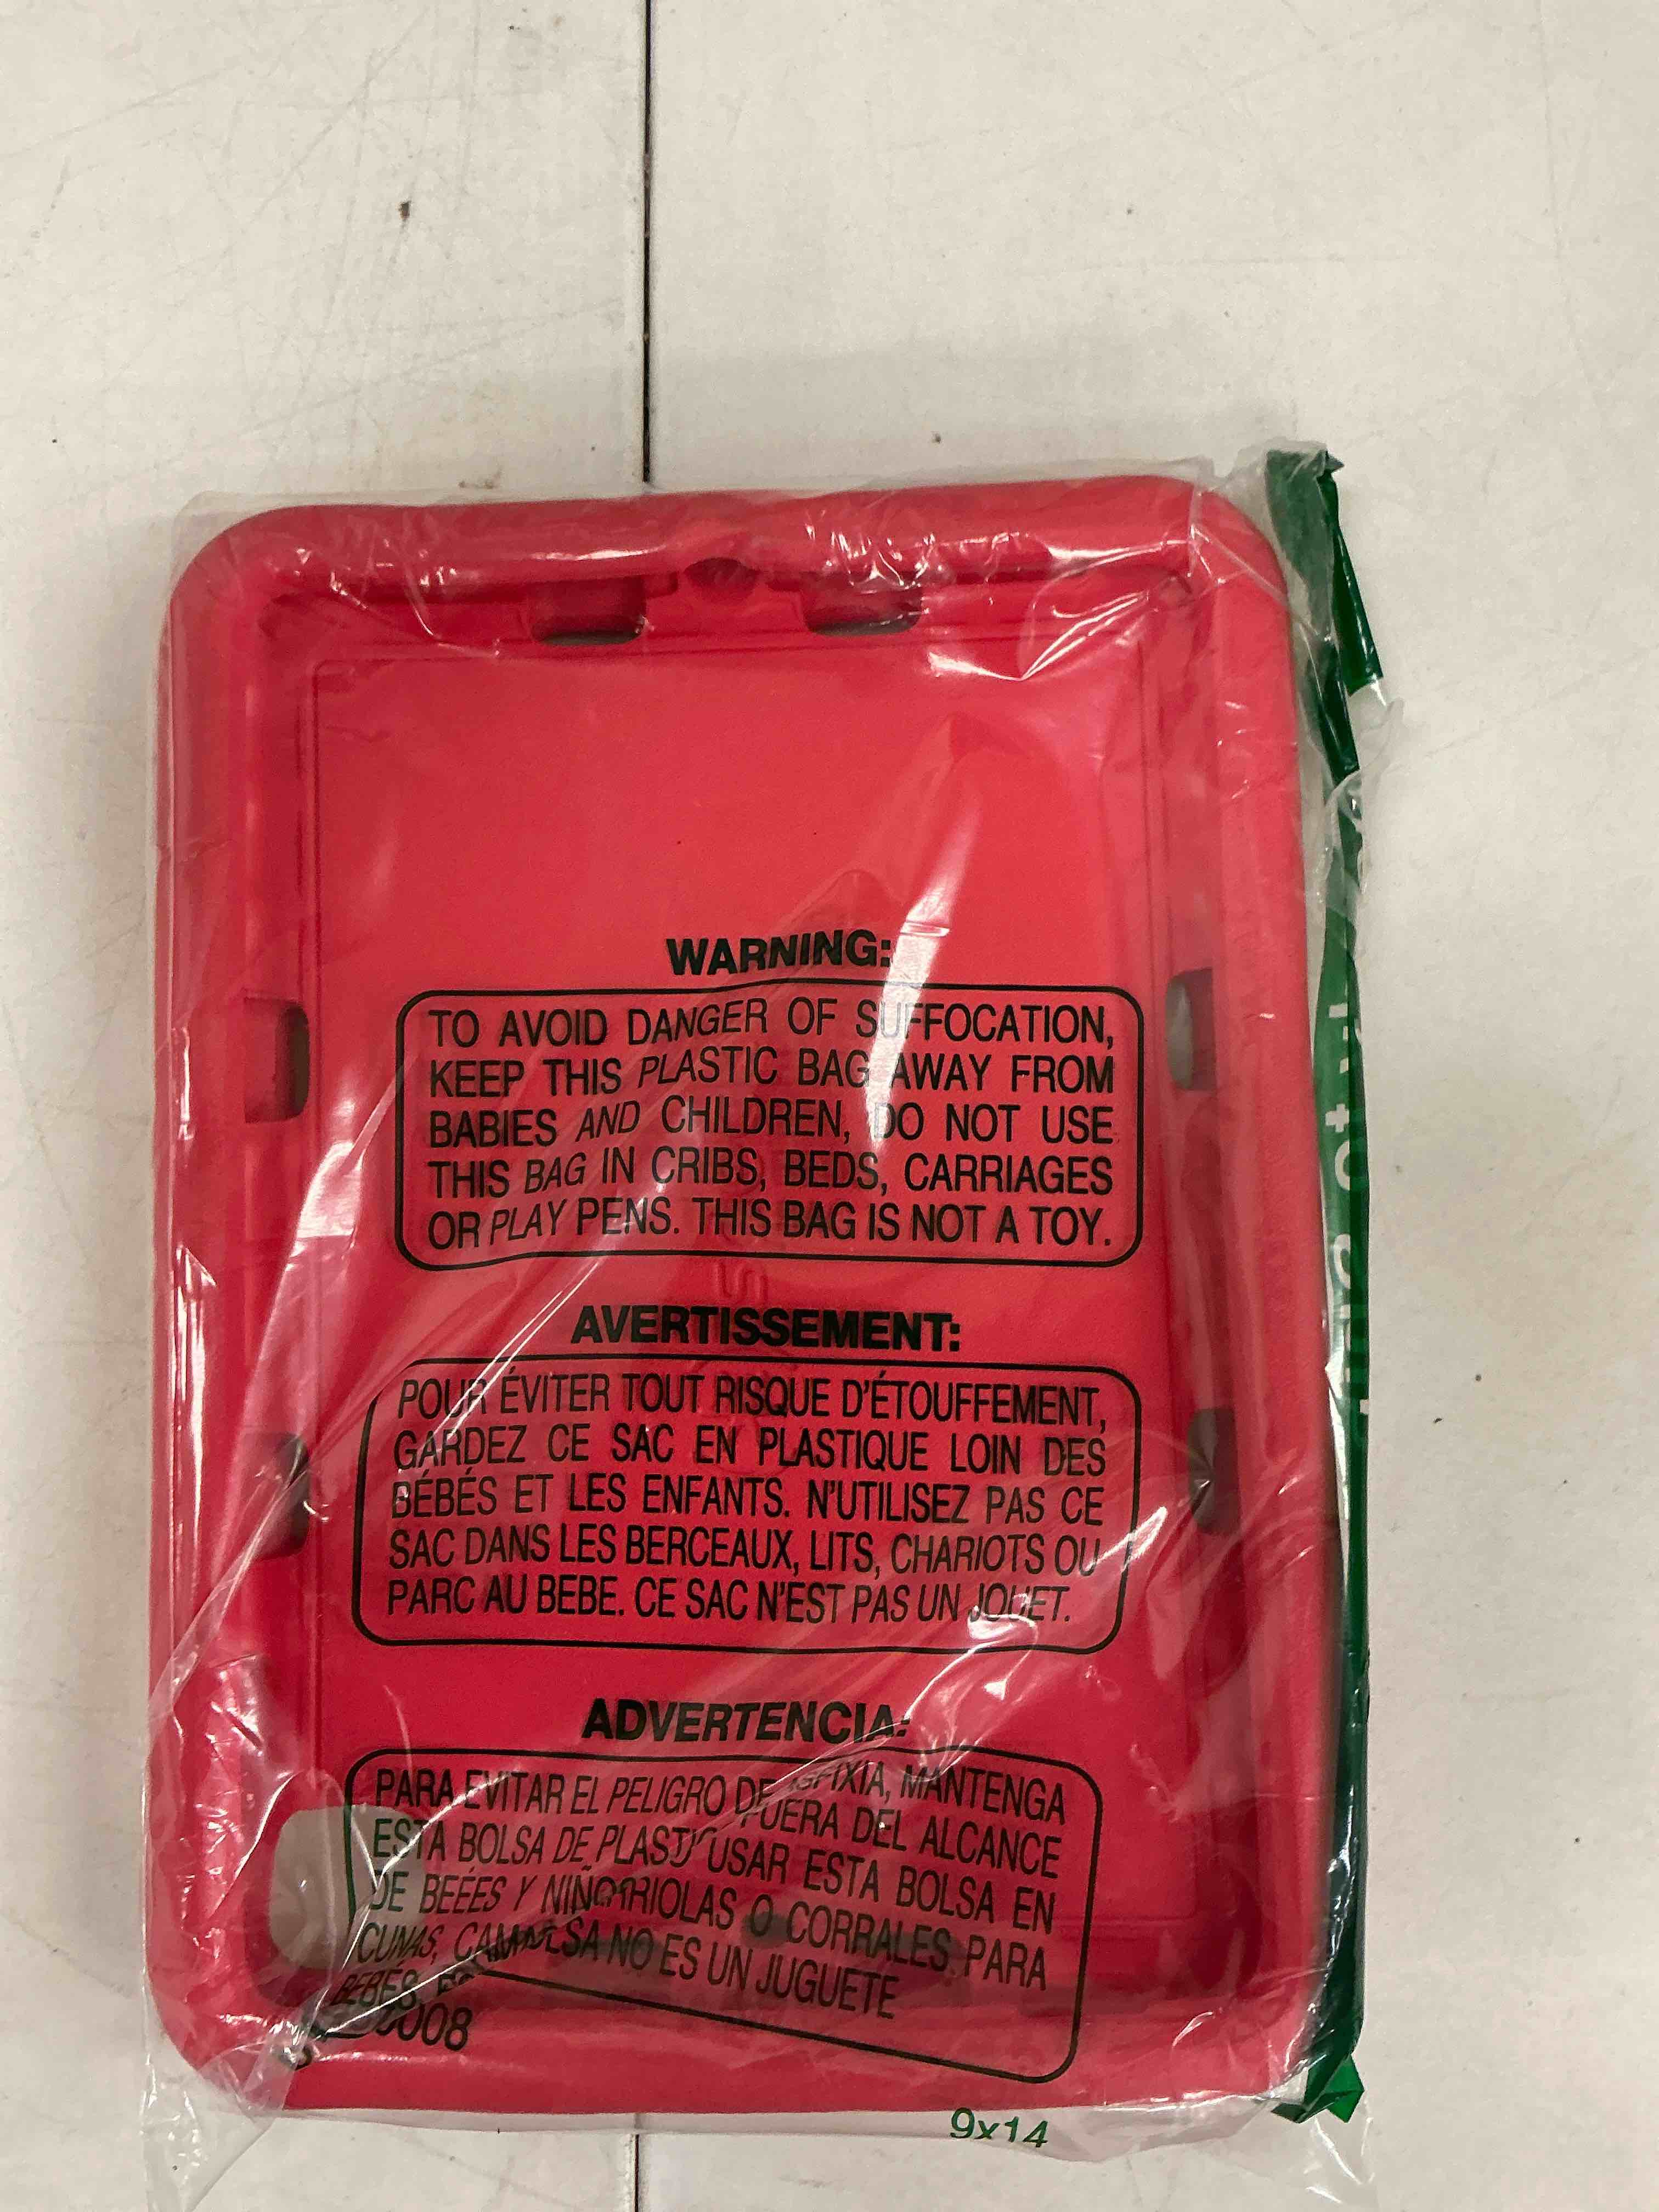 WARNING:
TO AVOID DANGER OF SUFFOCATION,
KEEP THIS PLASTIC BAG AWAY FROM
BABIES AND CHILDREN, DO NOT USE
THIS BAG IN CRIBS, BEDS, CARRIAGES
OR PLAY PENS. THIS BAG IS NOT A TOY.
AVERTISSEMENT:
POUR ÉVITER TOUT RISQUE D'ÉTOUFFEMENT,
GARDEZ CE SAC EN PLASTIQUE LOIN DES
BÉBÉS ET LES ENFANTS. N'UTILISEZ PAS CE
SAC DANS LES BERCEAUX, LITS, CHARIOTS OU
PARC AU BEBE. CE SAC N'EST PAS UN JOUET.
ADVERTENCIA:
PARA EVITAR EL PELIGRO DE MANTENGA
ESTA BOLSA DE FUERA DEL ALCANCE
DE Y USAR ESTA BOLSA EN
CUNAS, O CORRALES PARA
BEBÉS. NO ES UN JUGUETE
9x14